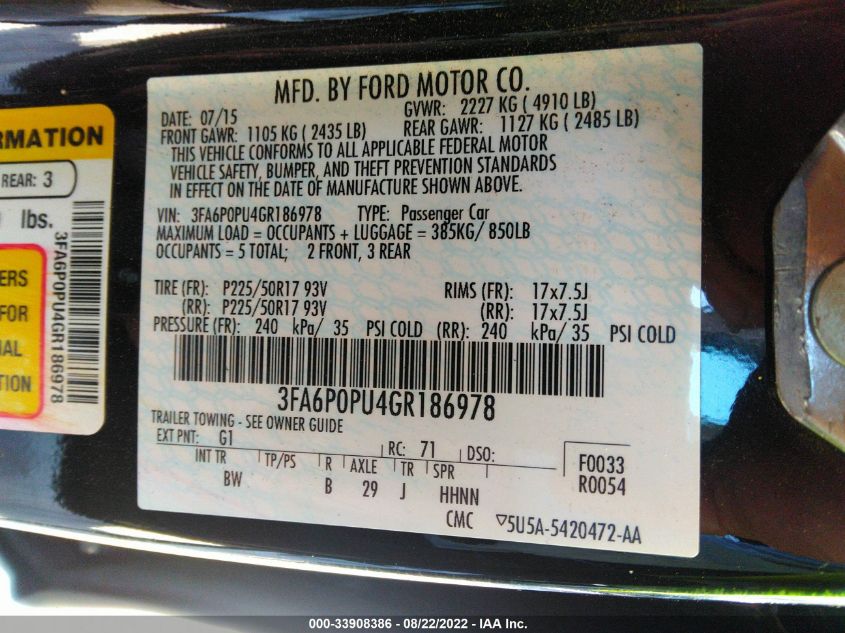 MFD. BY FORD MOTOR CO.
DATE: 07/15 GVWR: 2227 KG ( 4910 LB)
FRONT GAWR: 1105 KG ( 2435 LB) REAR GAWR: 1127 KG ( 2485 LB)
THIS VEHICLE CONFORMS TO ALL APPLICABLE FEDERAL MOTOR
VEHICLE SAFETY, BUMPER, AND THEFT PREVENTION STANDARDS
IN EFFECT ON THE DATE OF MANUFACTURE SHOWN ABOVE.
VIN: 3FA6P0PU4GR186978 TYPE: Passenger Car
MAXIMUM LOAD = OCCUPANTS + LUGGAGE = 385KG/ 850LB
OCCUPANTS = 5 TOTAL; 2 FRONT, 3 REAR
TIRE (FR): P225/50R17 93V RIMS (FR): 17x7.5J
(RR): P225/50R17 93V (RR): 17x7.5J
PRESSURE (FR): 240 kPa/ 35 PSI COLD (RR): 240 kPa/ 35 PSI COLD
3FA6P0PU4GR186978
TRAILER TOWING - SEE OWNER GUIDE
EXT PNT: G1 RC: 71 DSO:
INT TR TP/PS R AXLE TR SPR
BW B 29 J HHNN
F0033
R0054
CMC ▽5U5A-5420472-AA
REAR: 3
lbs.
3FA6P0PU4GR186978
FOR
000-33908386 - 08/22/2022 - IAA Inc.